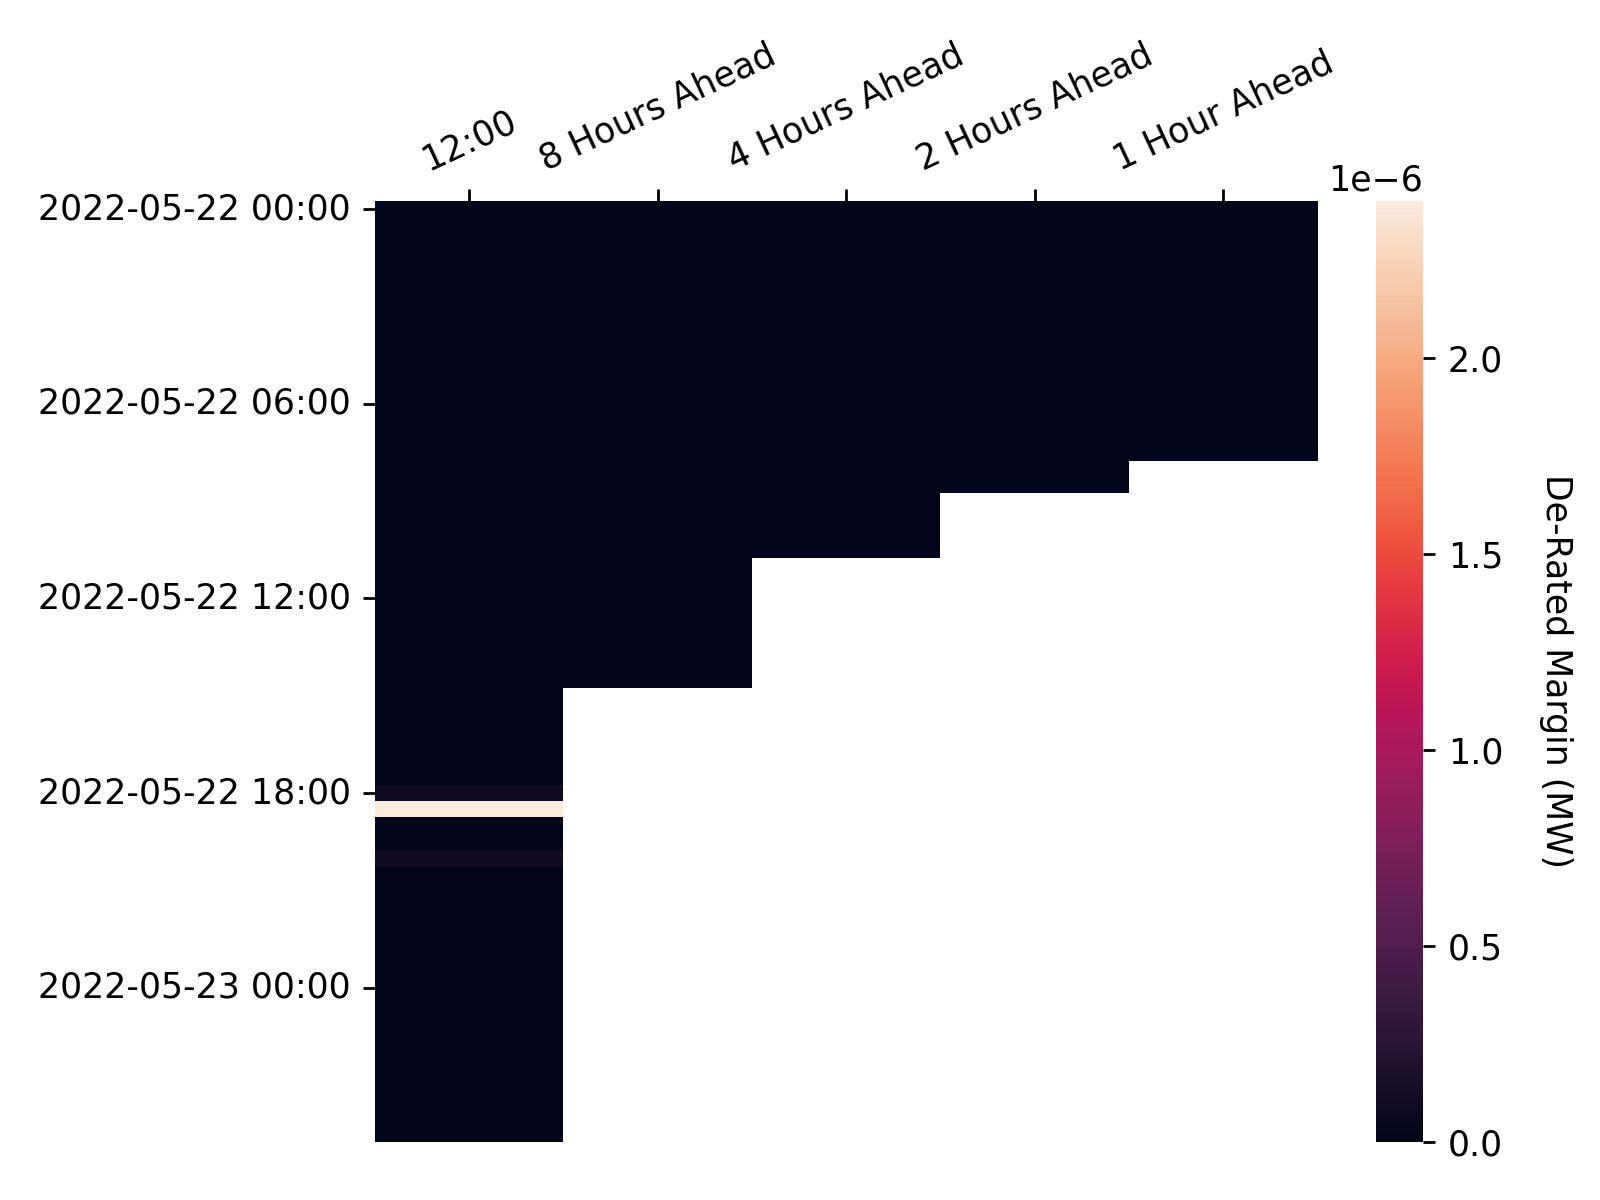 12:00
8 Hours Ahead
4 Hours Ahead
2 Hours Ahead
1 Hour Ahead
1e−6
2022-05-22 00:00
2022-05-22 06:00
2022-05-22 12:00
2022-05-22 18:00
2022-05-23 00:00
2.0
1.5
1.0
0.5
0.0
De-Rated Margin (MW)